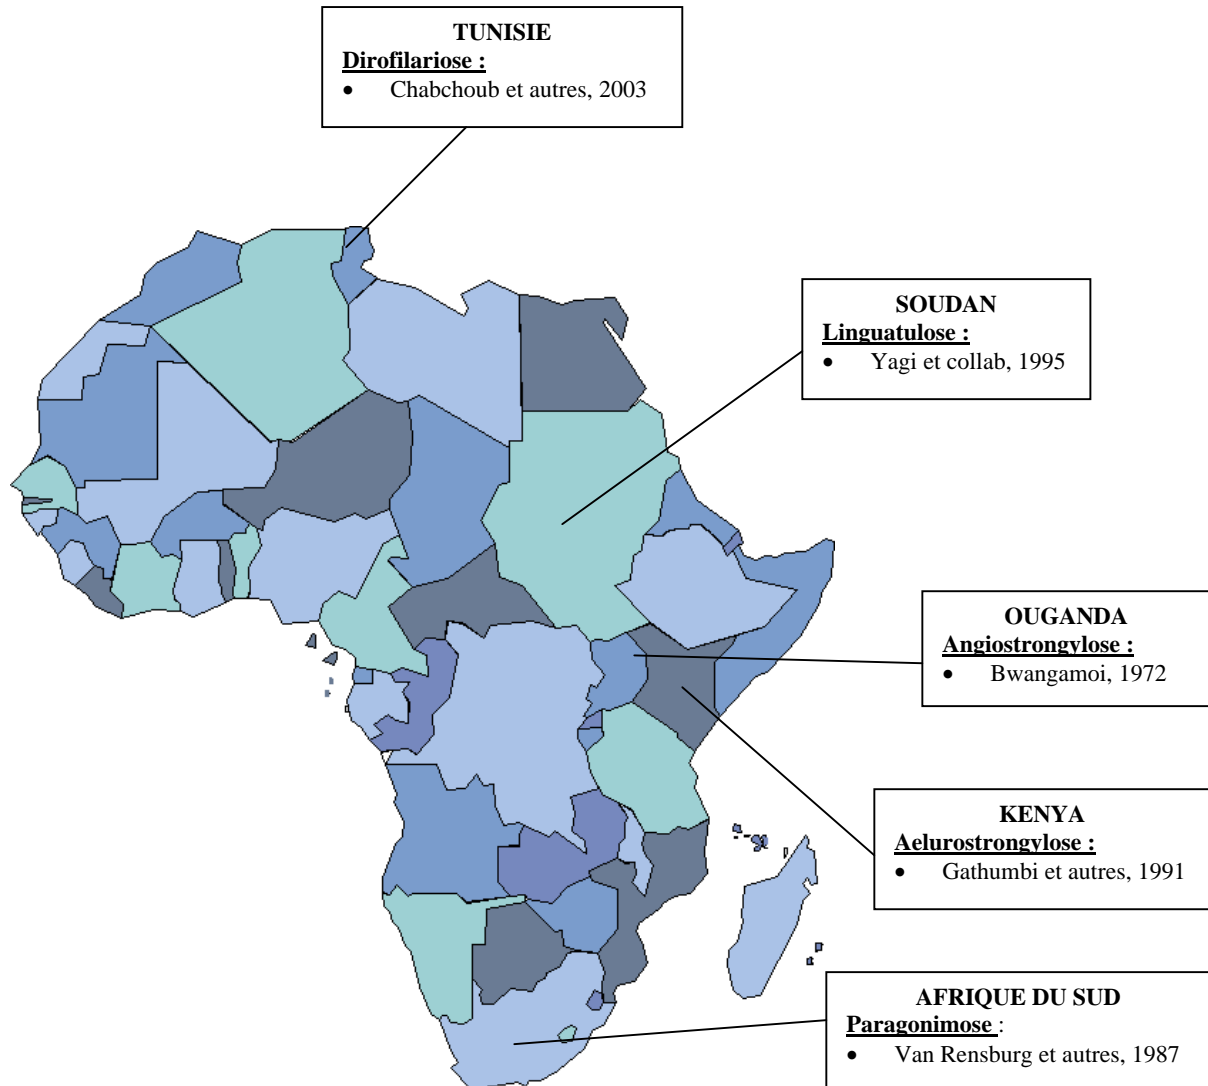 TUNISIE
Dirofilariose :
• Chabchoub et autres, 2003
SOUDAN
Linguatulose :
• Yagi et collab, 1995
OUGANDA
Angiostrongylose :
• Bwangamoi, 1972
KENYA
Aelurostrongylose :
• Gathumbi et autres, 1991
AFRIQUE DU SUD
Paragonimose :
• Van Rensburg et autres, 1987